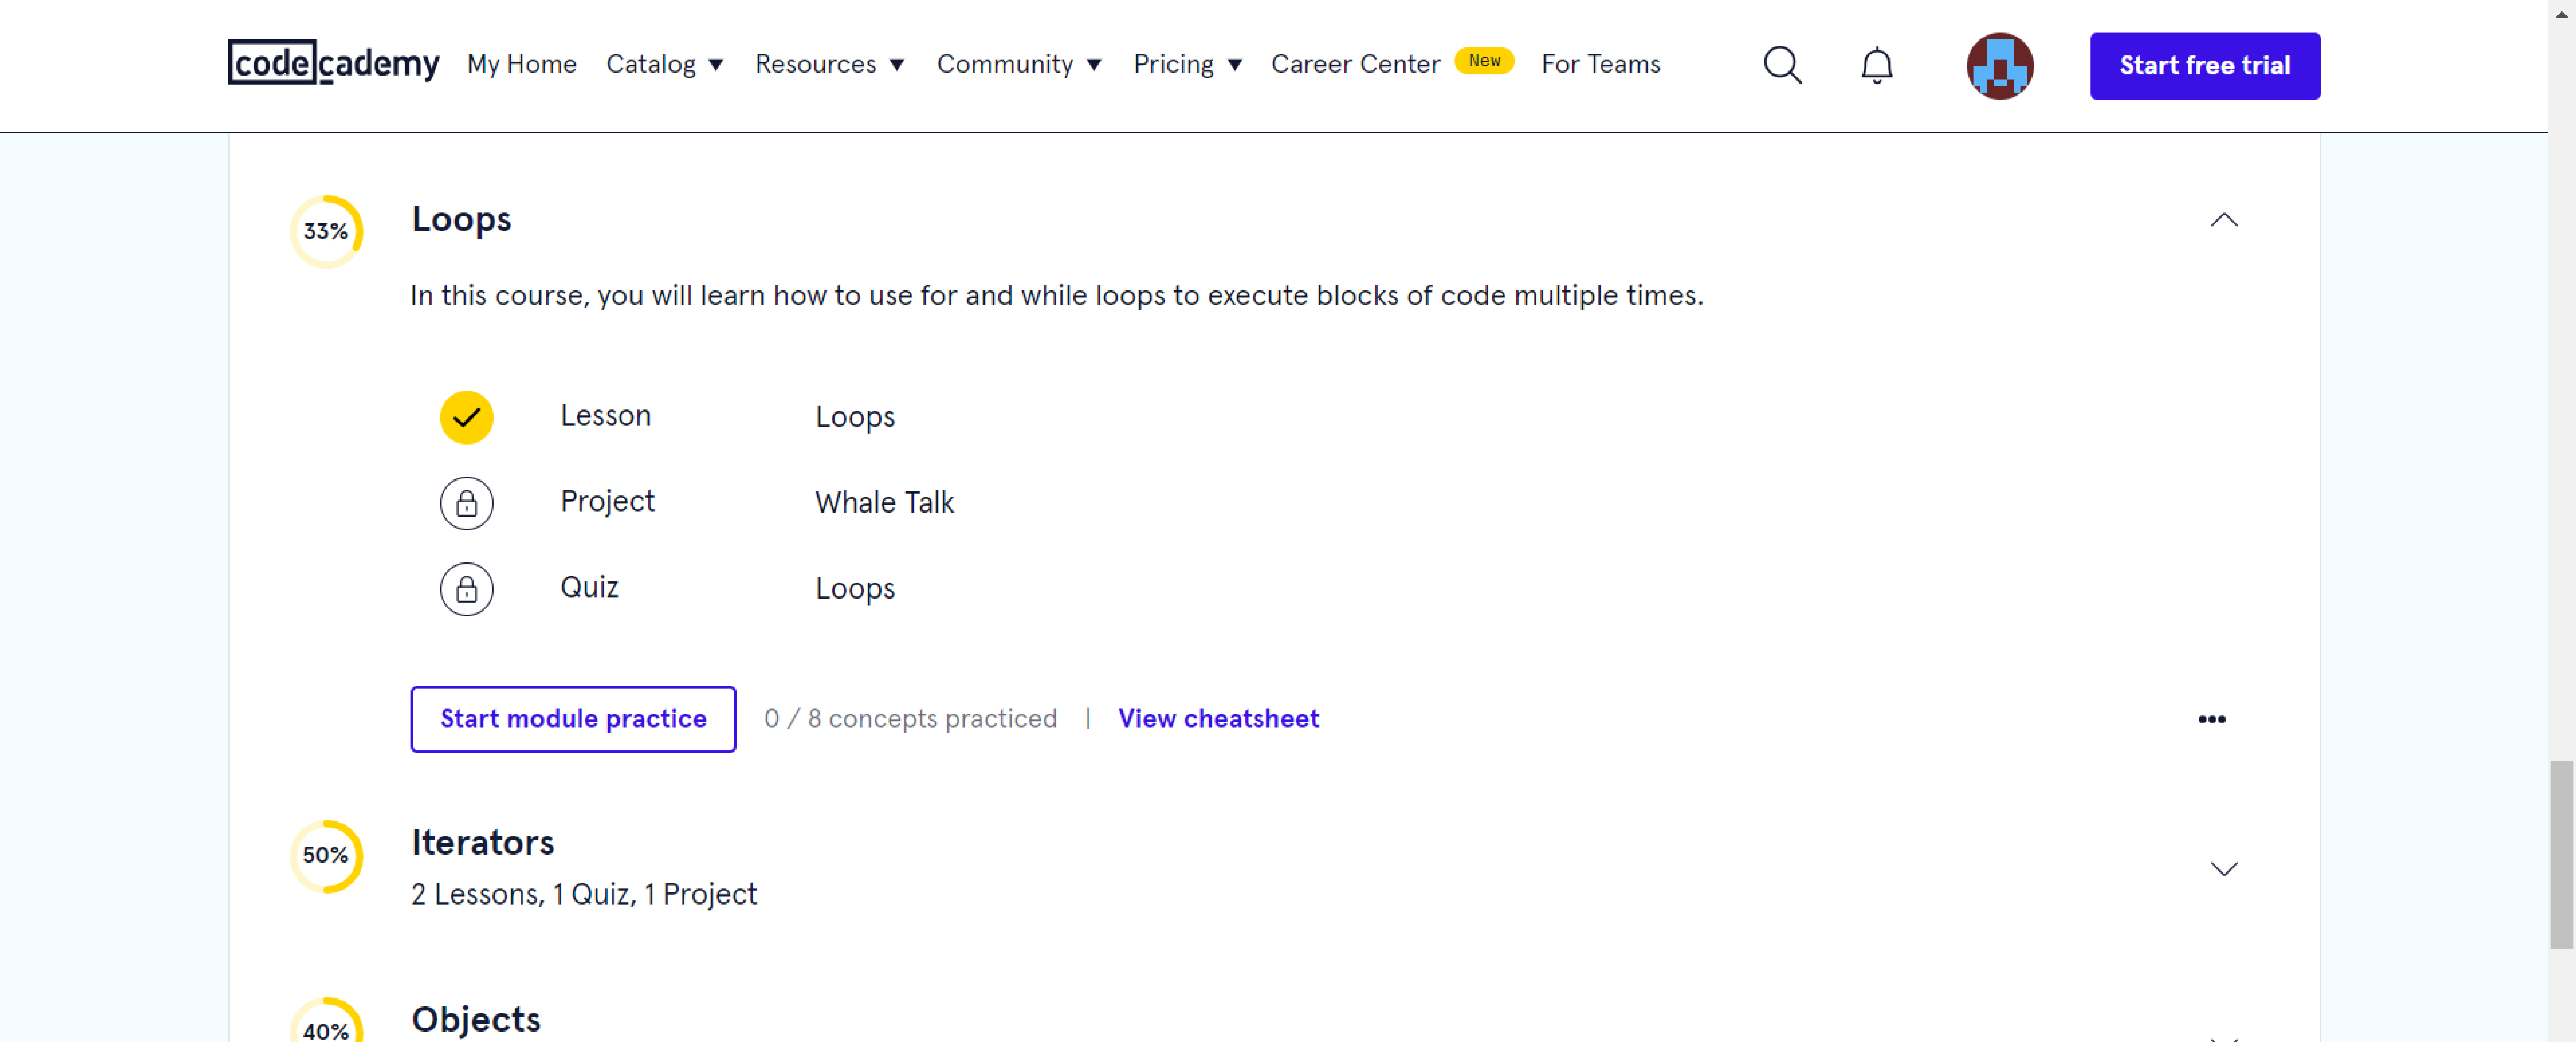 codecademy My Home Catalog Resources Community Pricing Career Center New For Teams Start free trial
33% Loops
In this course, you will learn how to use for and while loops to execute blocks of code multiple times.
Lesson Loops
Project Whale Talk
Quiz Loops
Start module practice 0 / 8 concepts practiced | View cheatsheet
50% Iterators
2 Lessons, 1 Quiz, 1 Project
40% Objects